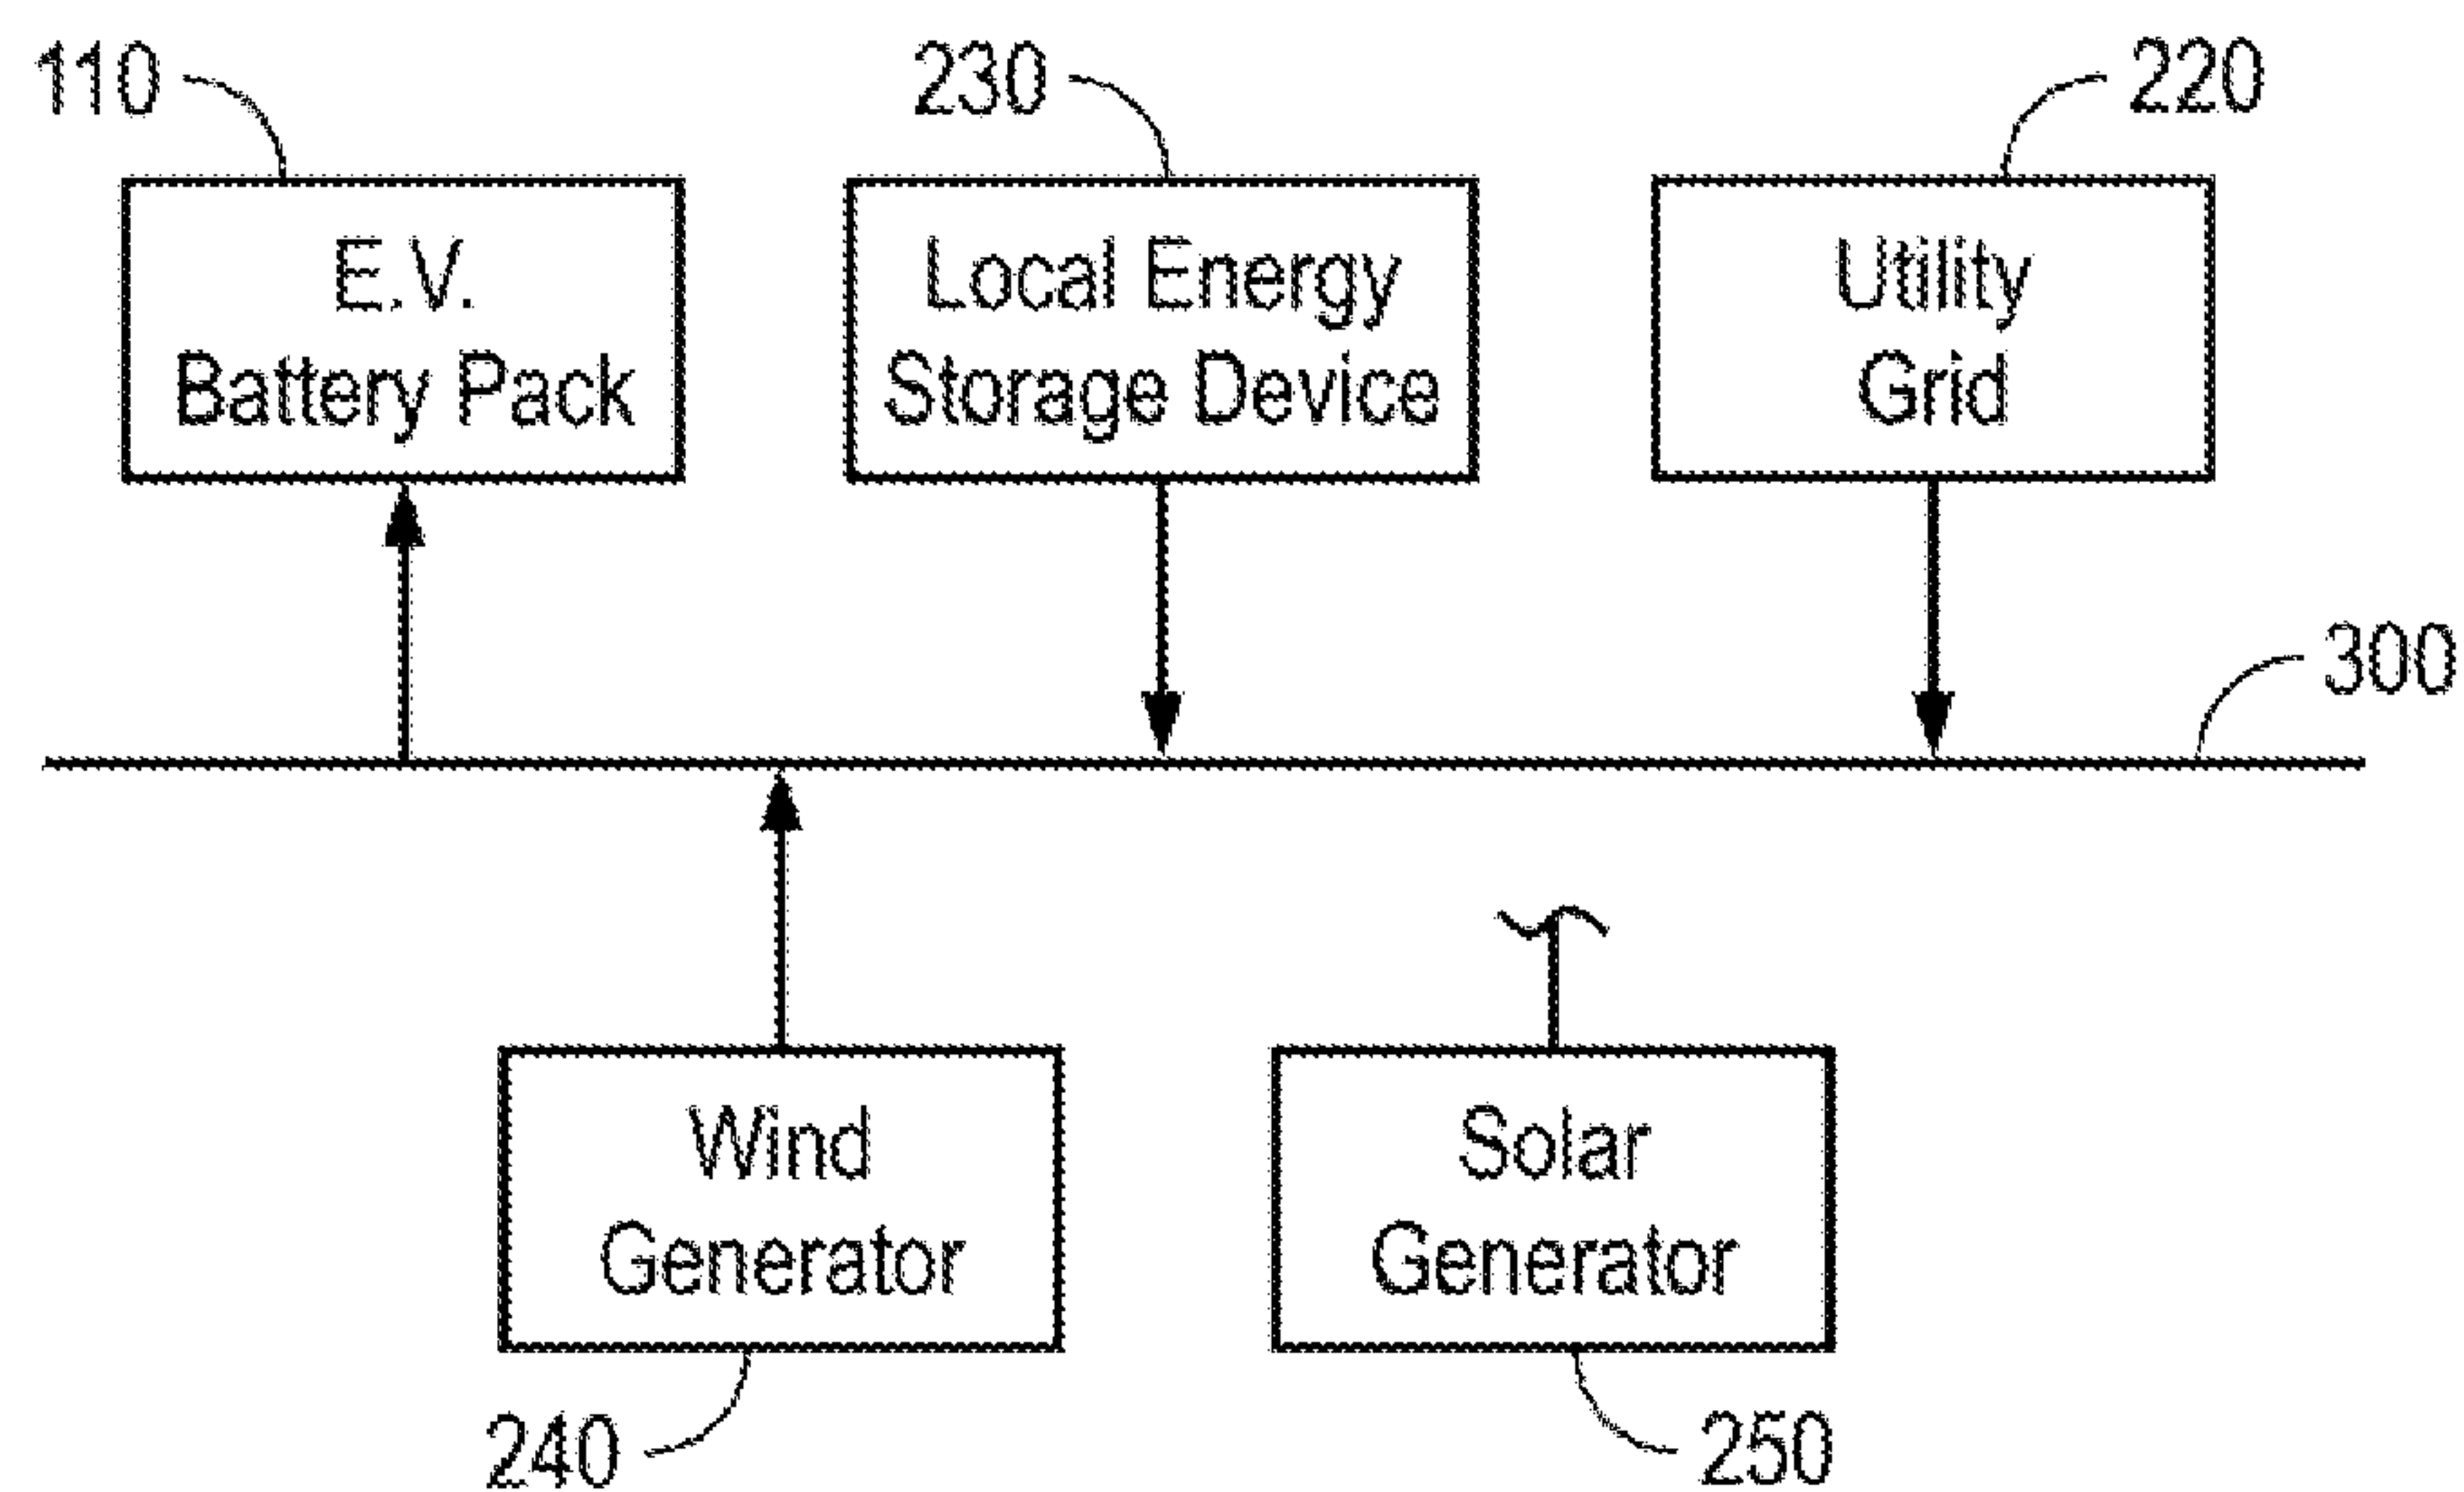 110
230
220
E.V.
Battery Pack
Local Energy
Storage Device
Utility
Grid
300
Wind
Generator
Solar
Generator
240
250